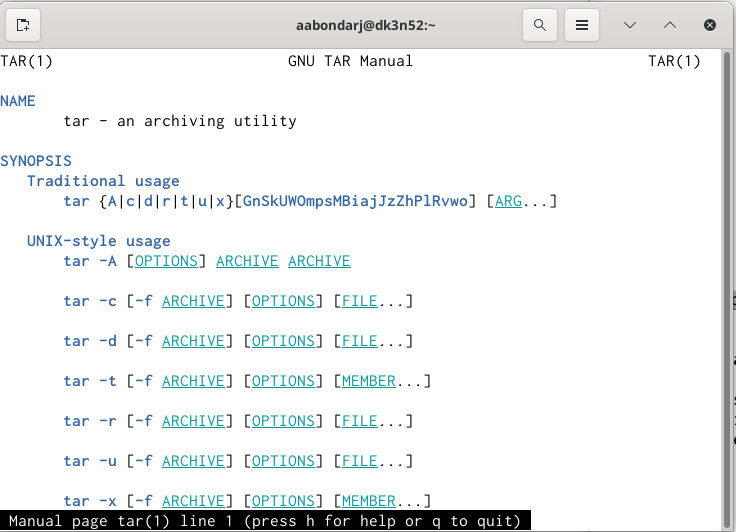 aabondarj@dk3n52:~
TAR(1) GNU TAR Manual TAR(1)
NAME
tar - an archiving utility
SYNOPSIS
Traditional usage
tar {A|c|d|r|t|u|x}[GnSkUWOmpsMBiajJzZhPlRvwo] [ARG...]
UNIX-style usage
tar -A [OPTIONS] ARCHIVE ARCHIVE
tar -c [-f ARCHIVE] [OPTIONS] [FILE...]
tar -d [-f ARCHIVE] [OPTIONS] [FILE...]
tar -t [-f ARCHIVE] [OPTIONS] [MEMBER...]
tar -r [-f ARCHIVE] [OPTIONS] [FILE...]
tar -u [-f ARCHIVE] [OPTIONS] [FILE...]
tar -x [-f ARCHIVE] [OPTIONS] [MEMBER...]
Manual page tar(1) line 1 (press h for help or q to quit)